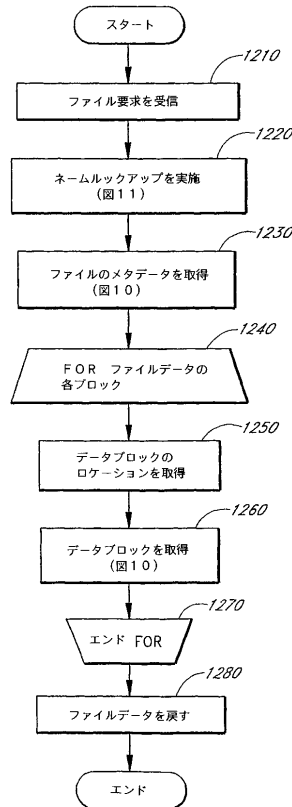 スタート
1210
ファイル要求を受信
1220
ネームルックアップを実施
(図11)
1230
ファイルのメタデータを取得
(図10)
1240
FOR ファイルデータの
各ブロック
1250
データブロックの
ロケーションを取得
1260
データブロックを取得
(図10)
1270
エンド FOR
1280
ファイルデータを戻す
エンド